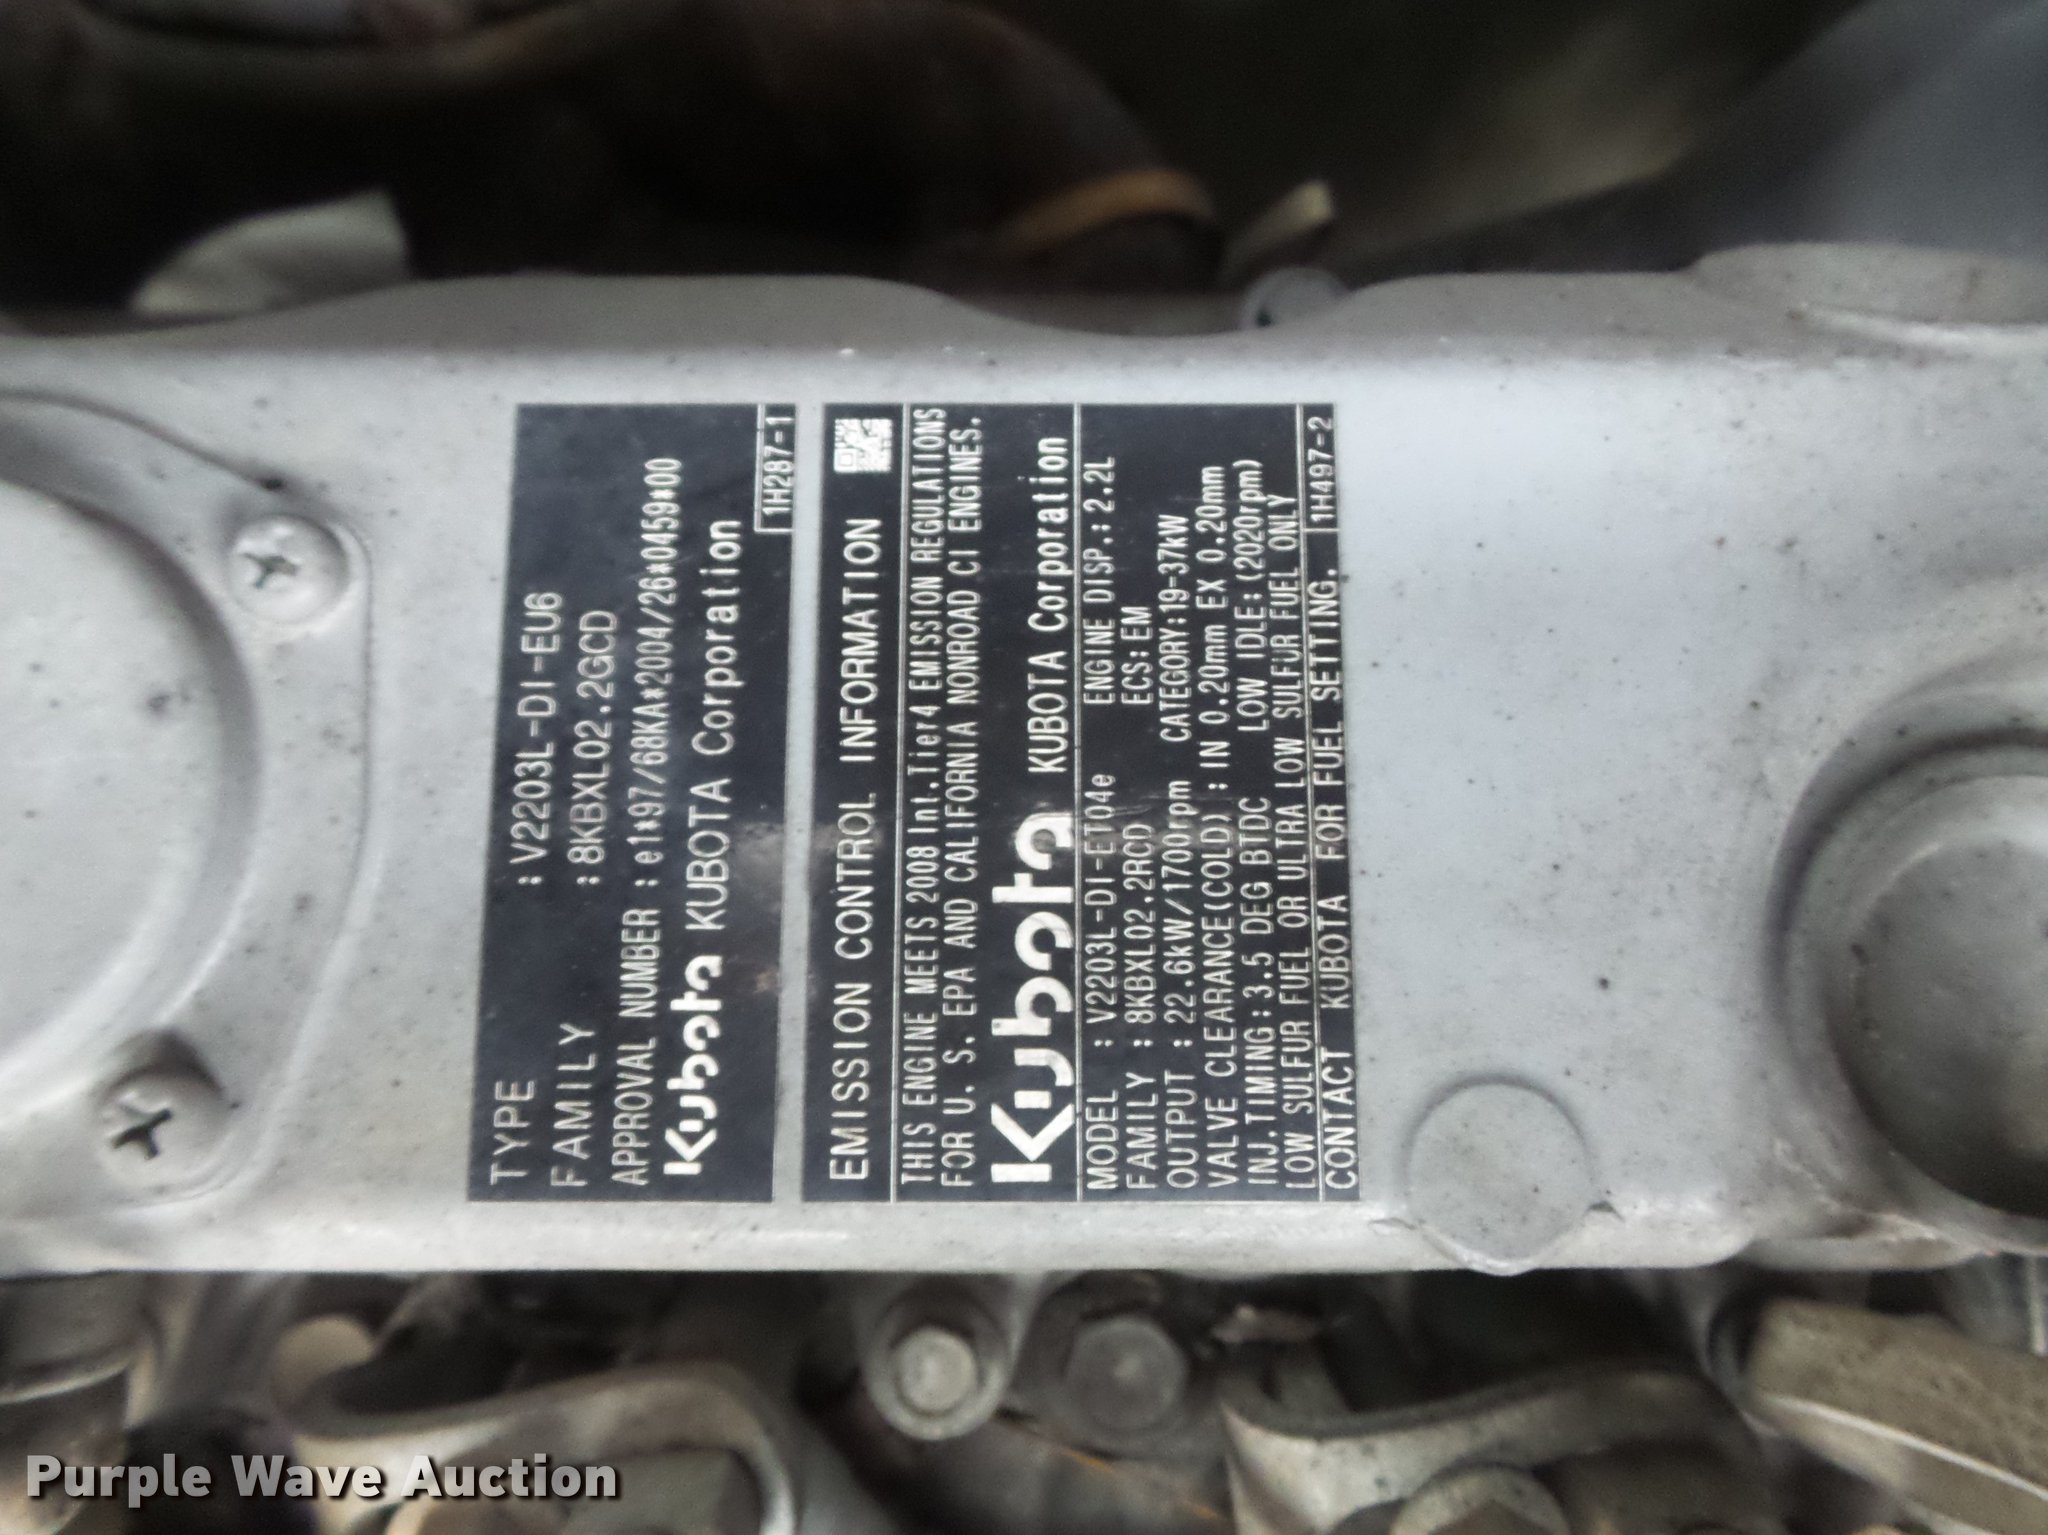 TYPE : V2203L-DI-EU6
FAMILY : 8KBXL02.2GCD
APPROVAL NUMBER : e1*97/68KA*2004/26*0459*00
Kubota KUBOTA Corporation
1H287-1
EMISSION CONTROL INFORMATION
THIS ENGINE MEETS 2008 Int.Tier4 EMISSION REGULATIONS
FOR U. S. EPA AND CALIFORNIA NONROAD CI ENGINES.
Kubota KUBOTA Corporation
MODEL : V2203L-DI-ET04e ENGINE DISP.: 2.2L
FAMILY : 8KBXL02.2RCD ECS: EM
OUTPUT : 22.6kW/1700rpm CATEGORY:19-37kW
VALVE CLEARANCE(COLD) : IN 0.20mm EX 0.20mm
INJ.TIMING:3.5 DEG BTDC LOW IDLE:(2020rpm)
LOW SULFUR FUEL OR ULTRA LOW SULFUR FUEL ONLY
CONTACT KUBOTA FOR FUEL SETTING. 1H497-2
Purple Wave Auction